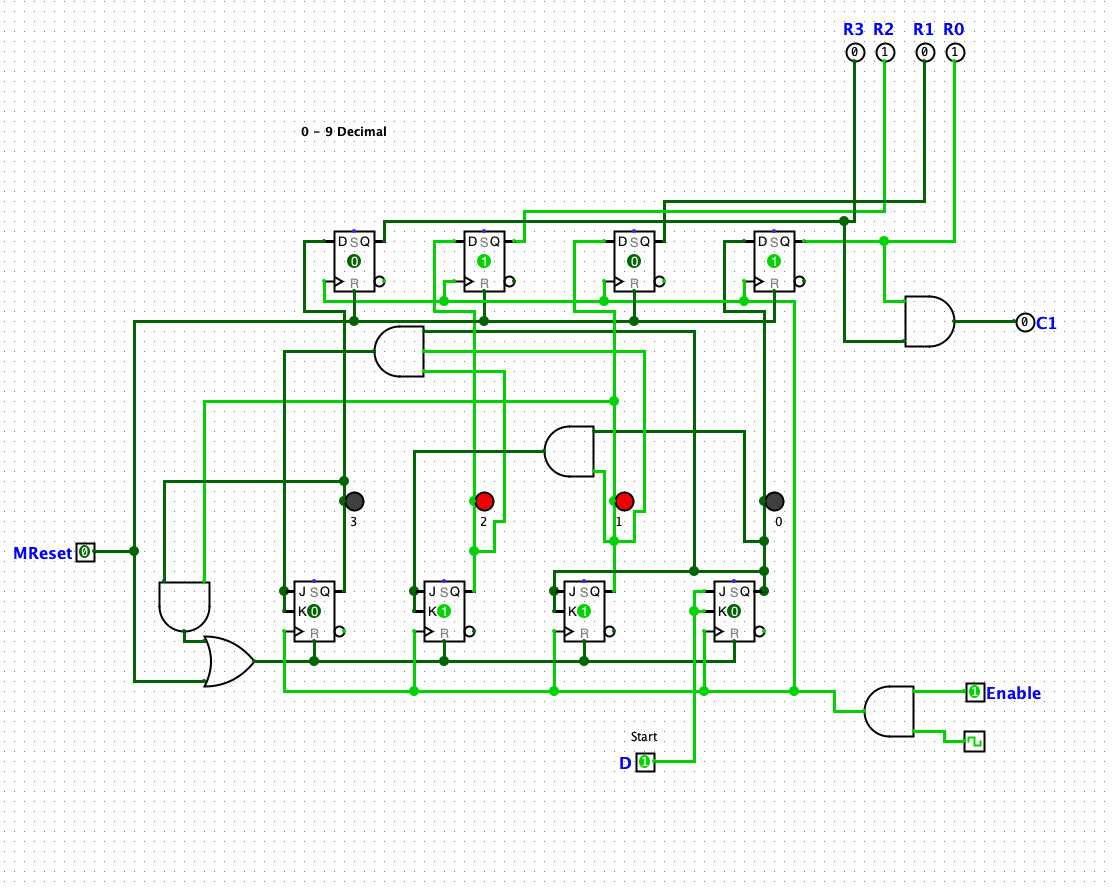 R3 R2 R1 R0
0 1 0 1
0 - 9 Decimal
D S Q D S Q D S Q D S Q
0 1 0 1
R R R R
0 C1
3 2 1 0
MReset 0
J S Q J S Q J S Q J S Q
K 0 K 1 K 1 K 0
R R R R
1 Enable
Start
D 1